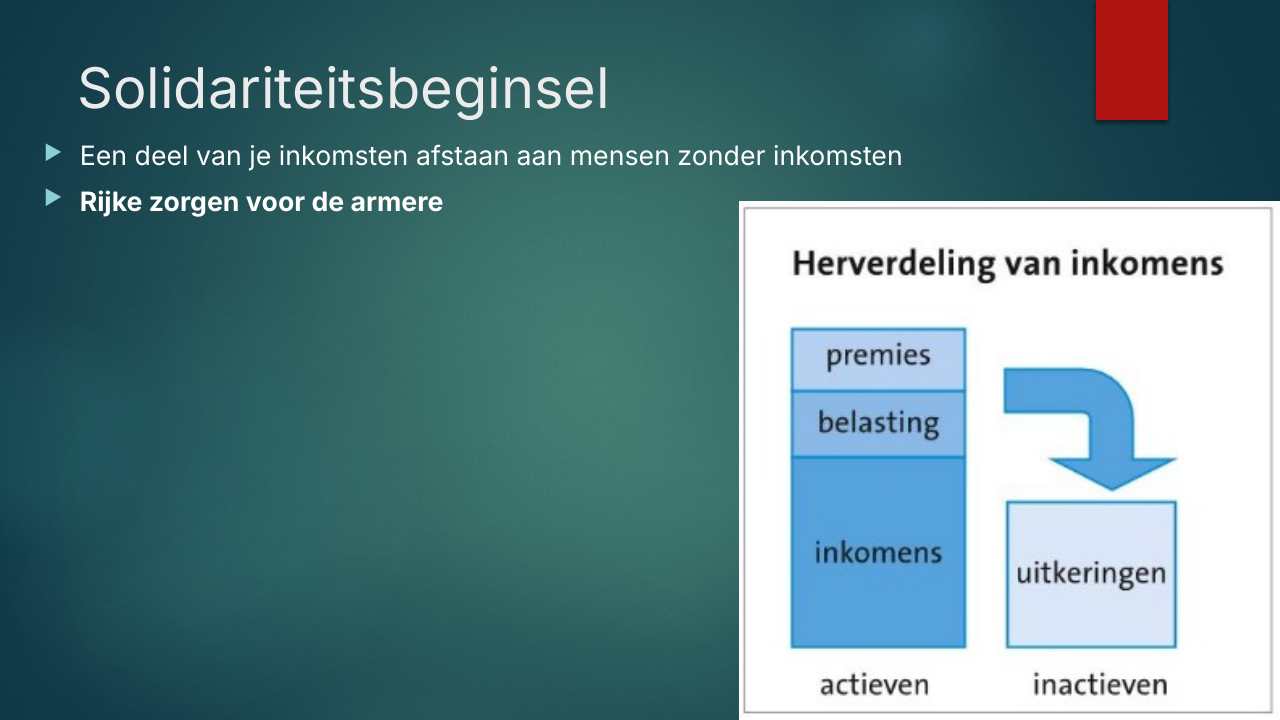 Solidariteitsbeginsel
Een deel van je inkomsten afstaan aan mensen zonder inkomsten
Rijke zorgen voor de armere
Herverdeling van inkomens
premies
belasting
inkomens
uitkeringen
actieven
inactieven